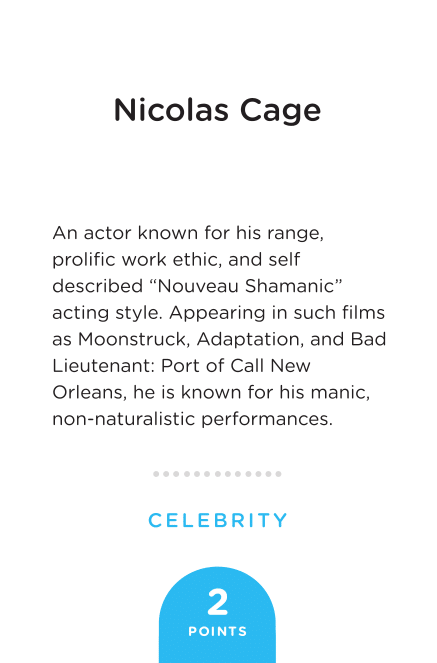 Nicolas Cage
An actor known for his range,
prolific work ethic, and self
described “Nouveau Shamanic”
acting style. Appearing in such films
as Moonstruck, Adaptation, and Bad
Lieutenant: Port of Call New
Orleans, he is known for his manic,
non-naturalistic performances.
CELEBRITY
2
POINTS